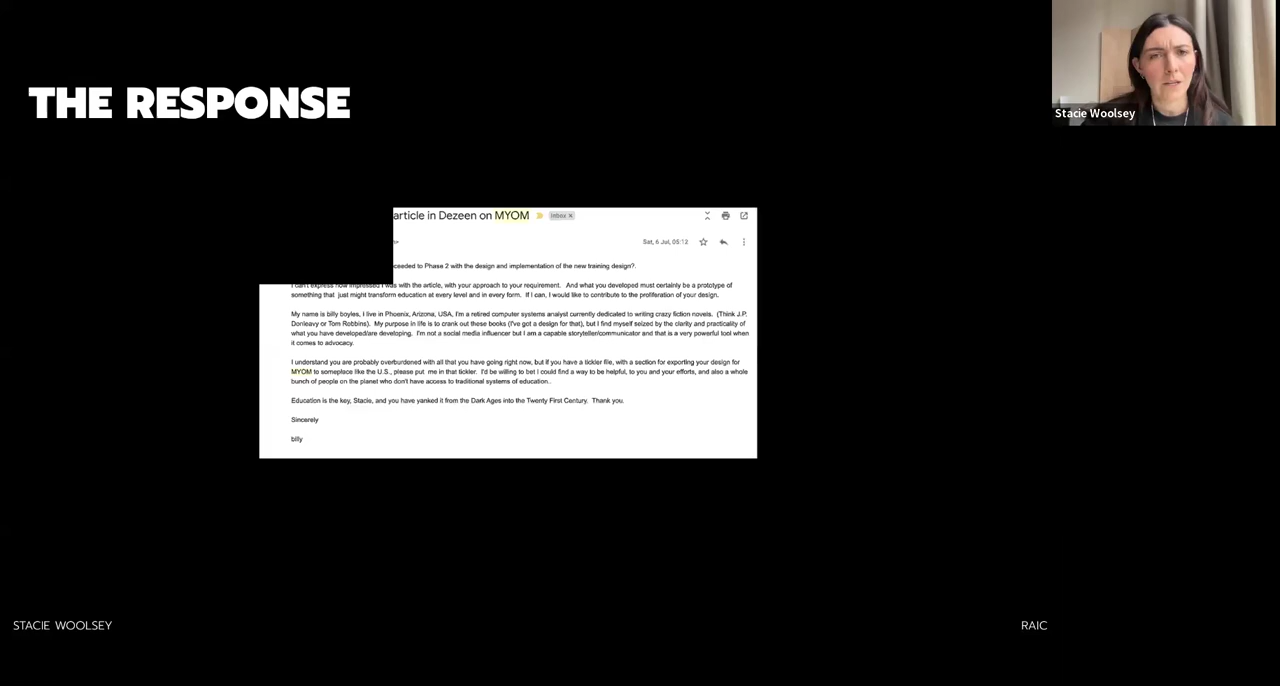 THE RESPONSE
Stacie Woolsey
article in Dezeen on MYOM Inbox x
Sat, 6 Jul, 05:12
ceeded to Phase 2 with the design and implementation of the new training design?.
I can't express how impressed I was with the article, with your approach to your requirement. And what you developed must certainly be a prototype of
something that just might transform education at every level and in every form. If I can, I would like to contribute to the proliferation of your design.
My name is billy boyles, I live in Phoenix, Arizona, USA, I'm a retired computer systems analyst currently dedicated to writing crazy fiction novels. (Think J.P.
Donleavy or Tom Robbins). My purpose in life is to crank out these books (I've got a design for that), but I find myself seized by the clarity and practicality of
what you have developed/are developing. I'm not a social media influencer but I am a capable storyteller/communicator and that is a very powerful tool when
it comes to advocacy.
I understand you are probably overburdened with all that you have going right now, but if you have a tickler file, with a section for exporting your design for
MYOM to someplace like the U.S., please put me in that tickler. I'd be willing to bet I could find a way to be helpful, to you and your efforts, and also a whole
bunch of people on the planet who don't have access to traditional systems of education..
Education is the key, Stacie, and you have yanked it from the Dark Ages into the Twenty First Century. Thank you.
Sincerely
billy
STACIE WOOLSEY
RAIC